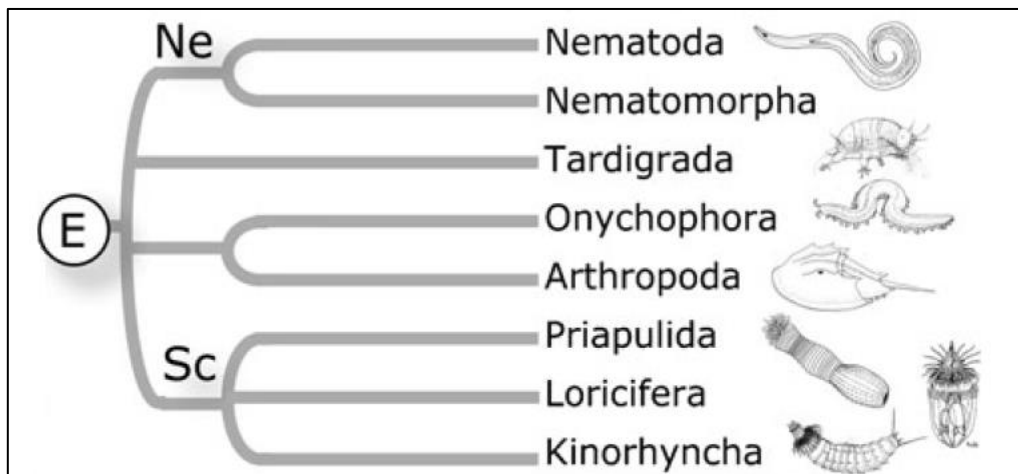 Ne
Nematoda
Nematomorpha
Tardigrada
Onychophora
E
Arthropoda
Priapulida
Sc
Loricifera
Kinorhyncha